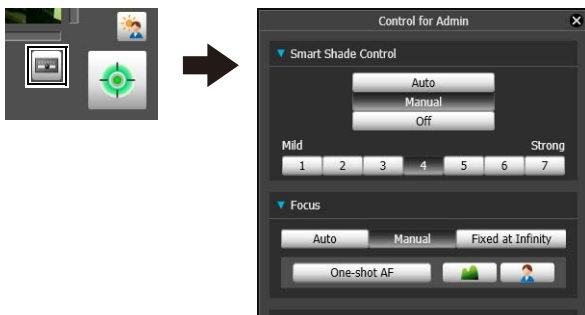 Control for Admin
Smart Shade Control
Auto
Manual
Off
Mild Strong
1 2 3 4 5 6 7
Focus
Auto Manual Fixed at Infinity
One-shot AF